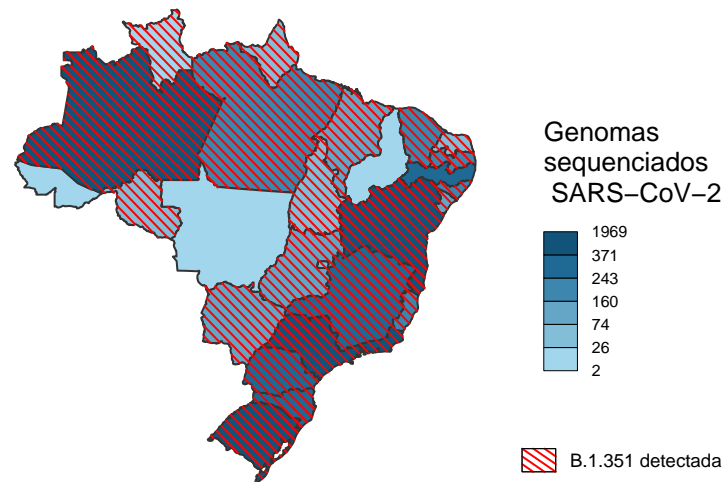 Genomas
sequenciados
SARS−CoV−2
1969
371
243
160
74
26
2
B.1.351 detectada